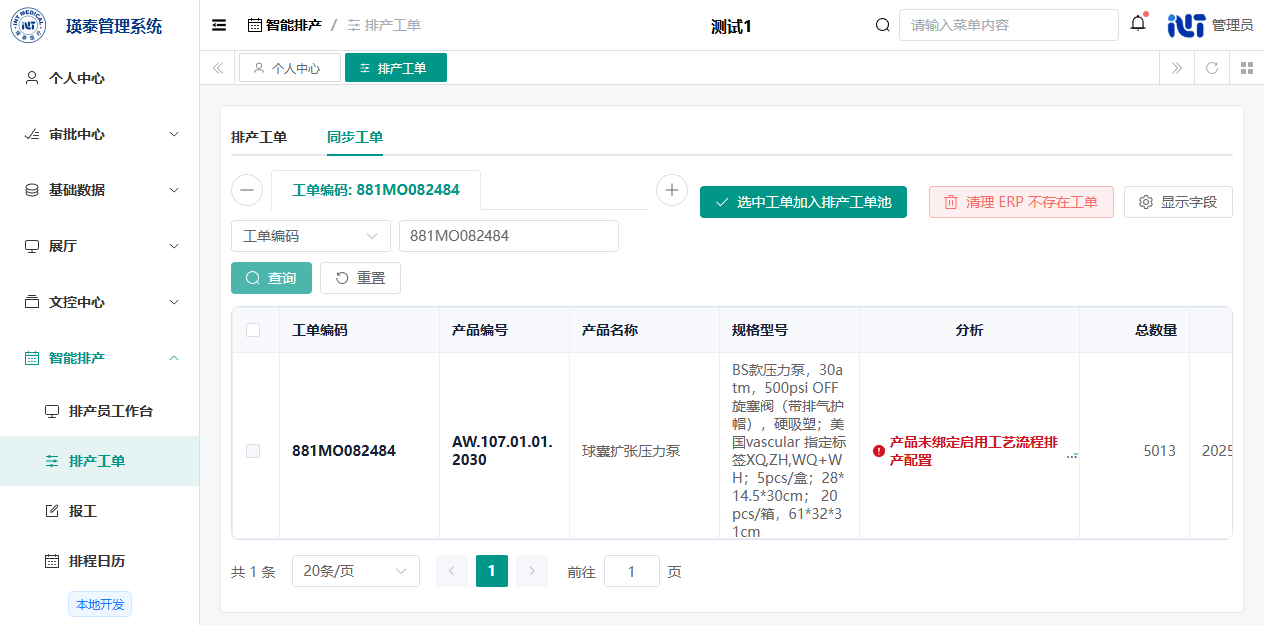 瑛泰管理系统
智能排产 / 排产工单
测试1
请输入菜单内容
管理员
个人中心
排产工单
个人中心
审批中心
基础数据
展厅
文控中心
智能排产
排产员工作台
排产工单
报工
排程日历
本地开发
排产工单
同步工单
工单编码: 881MO082484
选中工单加入排产工单池
清理 ERP 不存在工单
显示字段
工单编码
881MO082484
查询
重置
工单编码 产品编号 产品名称 规格型号 分析 总数量
881MO082484
AW.107.01.01.
2030
球囊扩张压力泵
BS款压力泵，30a
tm，500psi OFF
旋塞阀（带排气护
帽），硬吸塑；美
国vascular 指定标
签XQ,ZH,WQ+W
H；5pcs/盒；28*
14.5*30cm； 20
pcs/箱，61*32*3
1cm
产品未绑定启用工艺流程排
产配置
5013
2025
共 1 条
20条/页
1
前往 1 页